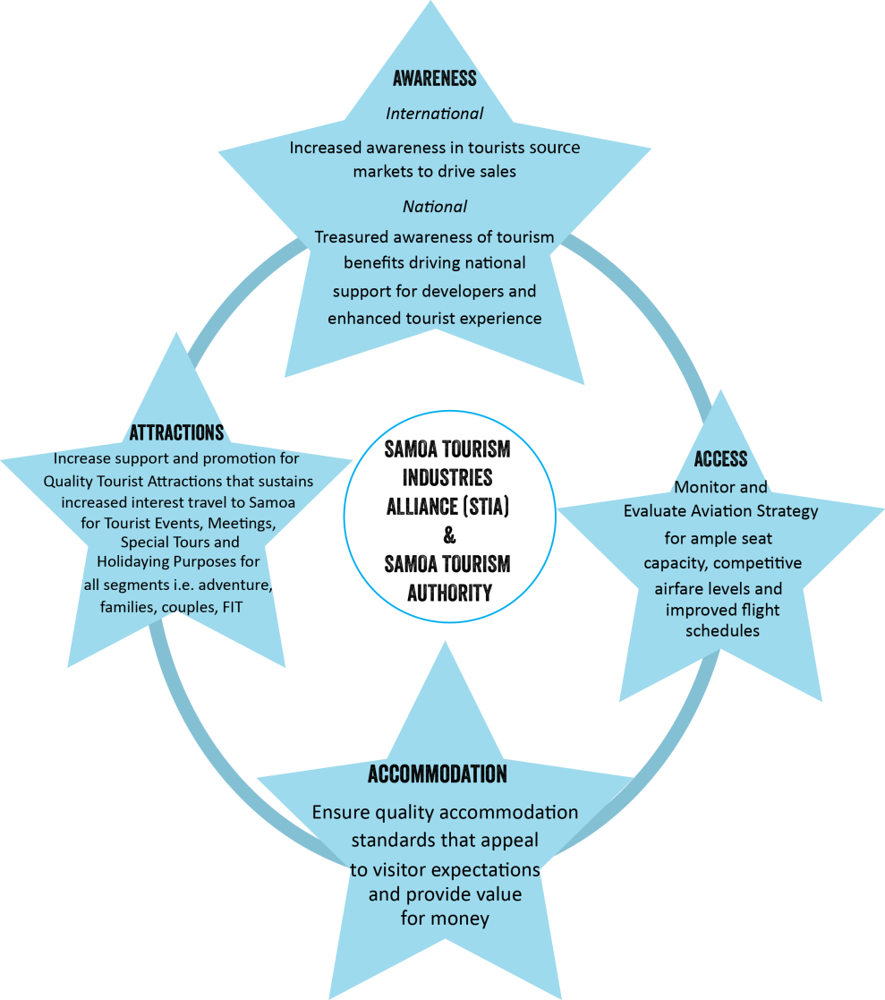 AWARENESS
International
Increased awareness in tourists source
markets to drive sales
National
Treasured awareness of tourism
benefits driving national
support for developers and
enhanced tourist experience
ATTRACTIONS
Increase support and promotion for
Quality Tourist Attractions that sustains
increased interest travel to Samoa
for Tourist Events, Meetings,
Special Tours and
Holidaying Purposes for
all segments i.e. adventure,
families, couples, FIT
SAMOA TOURISM
INDUSTRIES
ALLIANCE (STIA)
&
SAMOA TOURISM
AUTHORITY
ACCESS
Monitor and
Evaluate Aviation Strategy
for ample seat
capacity, competitive
airfare levels and
improved flight
schedules
ACCOMMODATION
Ensure quality accommodation
standards that appeal
to visitor expectations
and provide value
for money